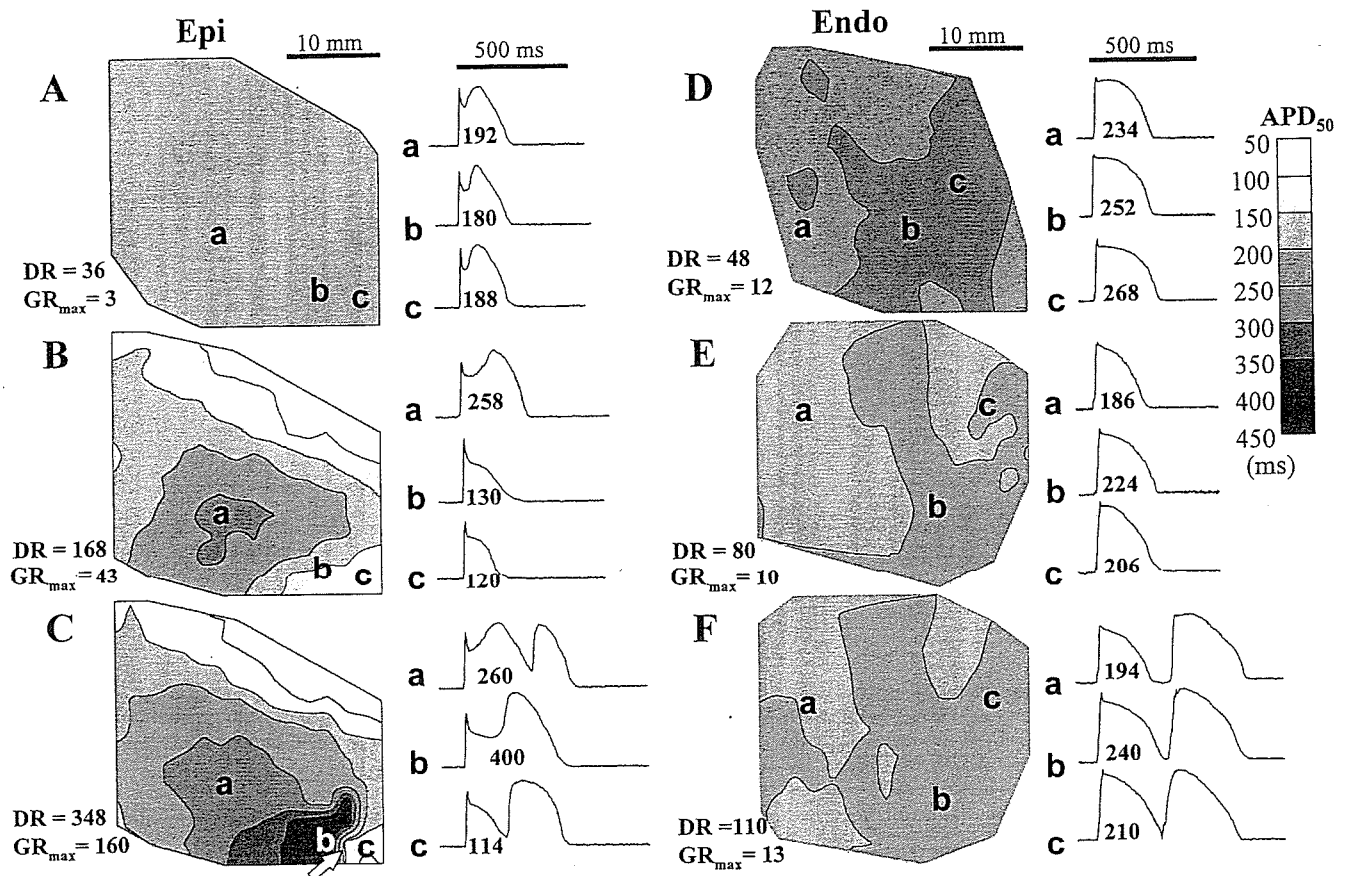 Epi
10 mm
500 ms
A
a
DR = 36
GRmax= 3
b
c
a 192
b 180
c 188
B
a
DR = 168
GRmax= 43
b
c
a 258
b 130
c 120
C
a
DR = 348
GRmax= 160
b
c
a 260
b 400
c 114
Endo
10 mm
500 ms
D
c
a
b
DR = 48
GRmax= 12
a 234
b 252
c 268
E
a
c
b
DR = 80
GRmax= 10
a 186
b 224
c 206
F
a
c
b
DR =110
GRmax= 13
a 194
b 240
c 210
APD50
50
100
150
200
250
300
350
400
450
(ms)